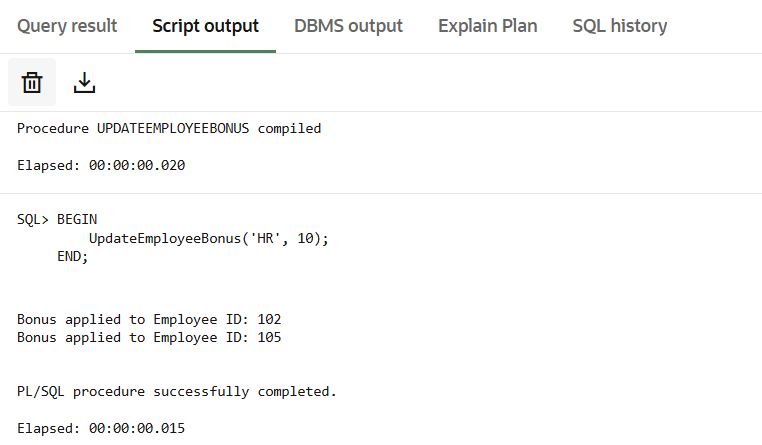 Query result Script output DBMS output Explain Plan SQL history
Procedure UPDATEEMPLOYEEBONUS compiled
Elapsed: 00:00:00.020
SQL> BEGIN
         UpdateEmployeeBonus('HR', 10);
     END;
Bonus applied to Employee ID: 102
Bonus applied to Employee ID: 105
PL/SQL procedure successfully completed.
Elapsed: 00:00:00.015